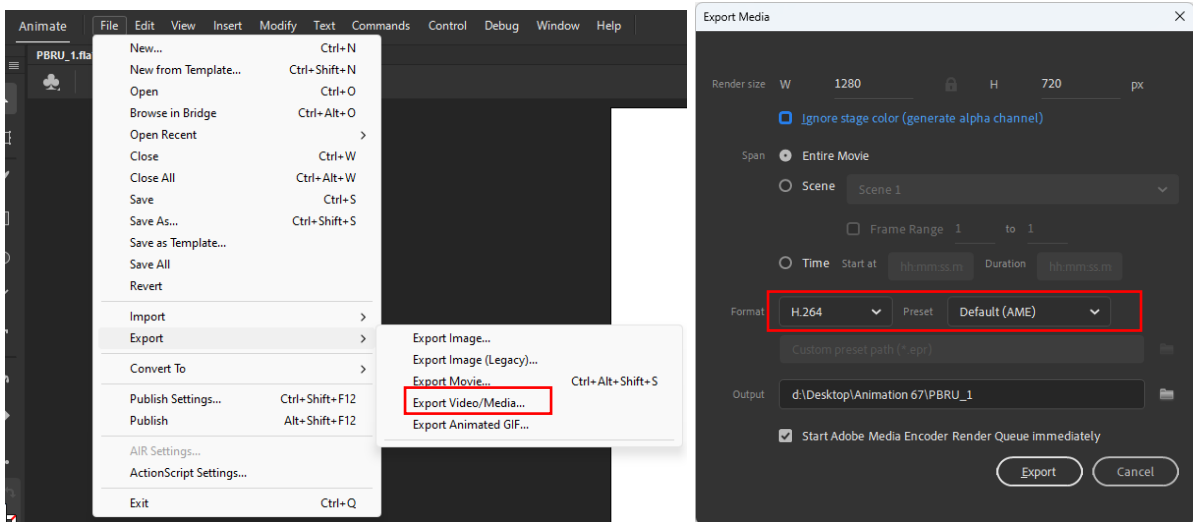 Animate File Edit View Insert Modify Text Commands Control Debug Window Help
PBRU_1.fla
New... Ctrl+N
New from Template... Ctrl+Shift+N
Open Ctrl+O
Browse in Bridge Ctrl+Alt+O
Open Recent >
Close Ctrl+W
Close All Ctrl+Alt+W
Save Ctrl+S
Save As... Ctrl+Shift+S
Save as Template...
Save All
Revert
Import >
Export >
Convert To >
Publish Settings... Ctrl+Shift+F12
Publish Alt+Shift+F12
AIR Settings...
ActionScript Settings...
Exit Ctrl+Q
Export Image...
Export Image (Legacy)...
Export Movie... Ctrl+Alt+Shift+S
Export Video/Media...
Export Animated GIF...
Export Media
Render size W 1280 H 720 px
Ignore stage color (generate alpha channel)
Span Entire Movie
Scene Scene 1
Frame Range 1 to 1
Time Start at hh:mm:ss.m Duration hh:mm:ss.m
Format H.264 Preset Default (AME)
Custom preset path (*.epr)
Output d:\Desktop\Animation 67\PBRU_1
Start Adobe Media Encoder Render Queue immediately
Export Cancel